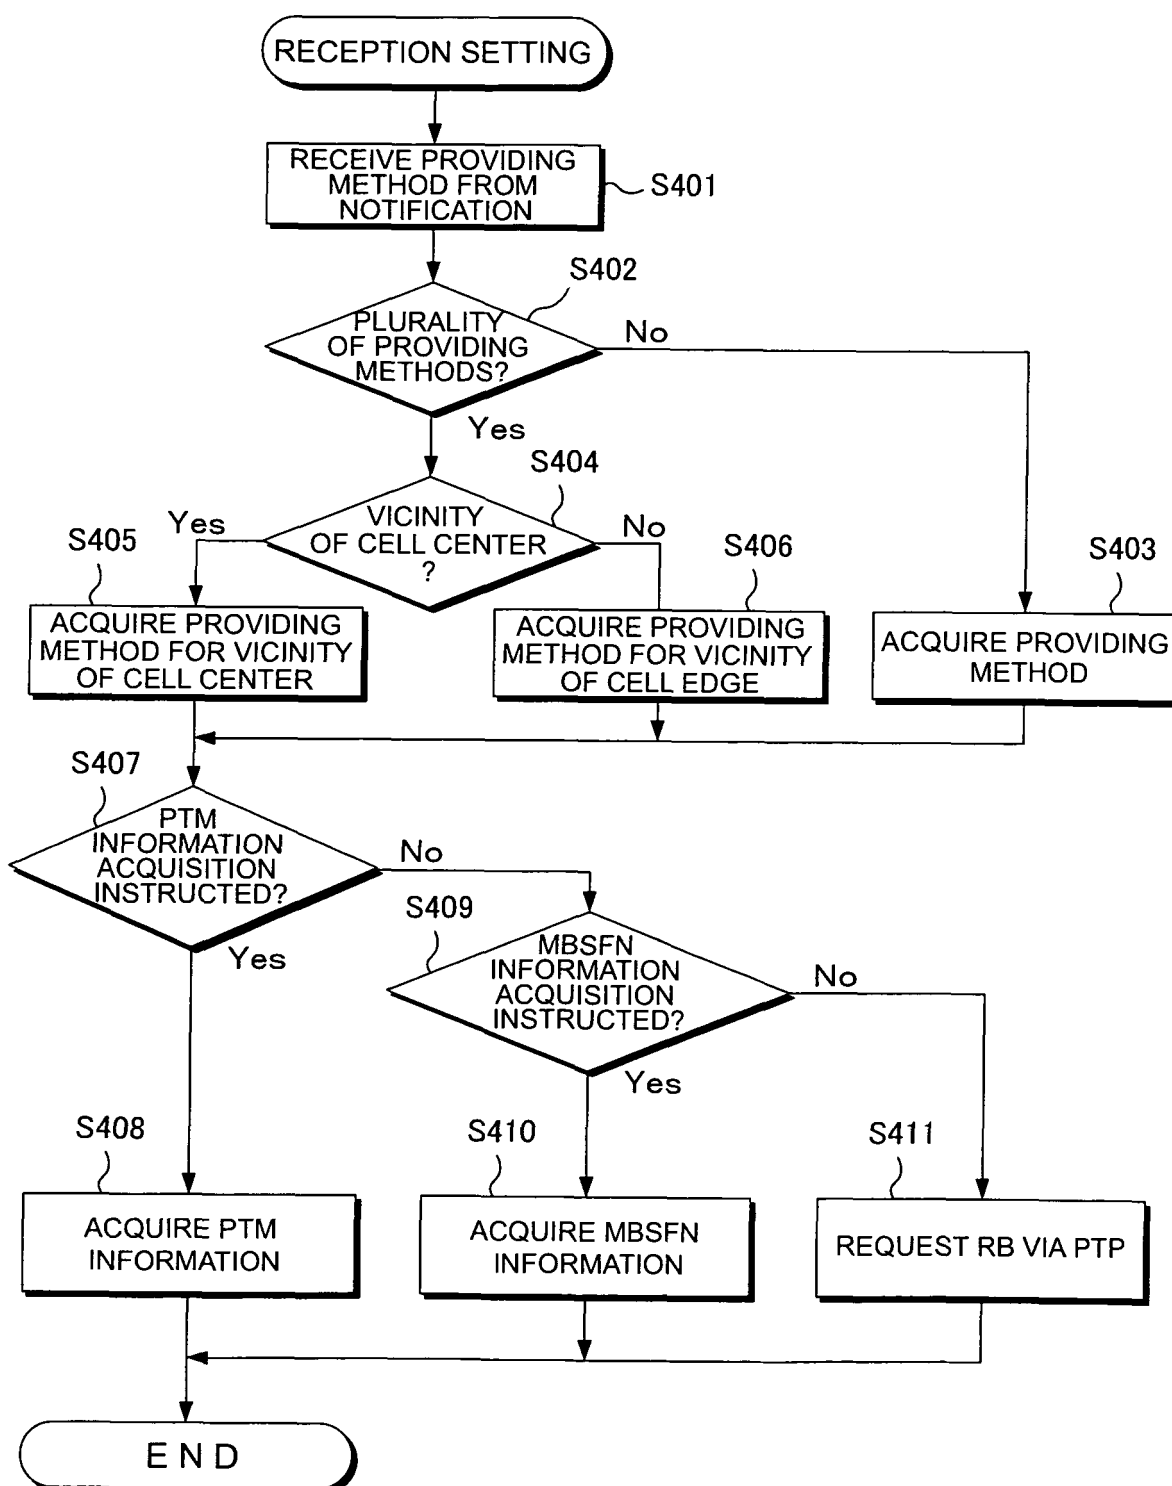 RECEPTION SETTING
RECEIVE PROVIDING
METHOD FROM
NOTIFICATION
S401
S402
PLURALITY
OF PROVIDING
METHODS?
No
Yes
S404
VICINITY
OF CELL CENTER
?
Yes
No
S405
S406
S403
ACQUIRE PROVIDING
METHOD FOR VICINITY
OF CELL CENTER
ACQUIRE PROVIDING
METHOD FOR VICINITY
OF CELL EDGE
ACQUIRE PROVIDING
METHOD
S407
PTM
INFORMATION
ACQUISITION
INSTRUCTED?
No
Yes
S409
MBSFN
INFORMATION
ACQUISITION
INSTRUCTED?
No
Yes
S408
S410
S411
ACQUIRE PTM
INFORMATION
ACQUIRE MBSFN
INFORMATION
REQUEST RB VIA PTP
END